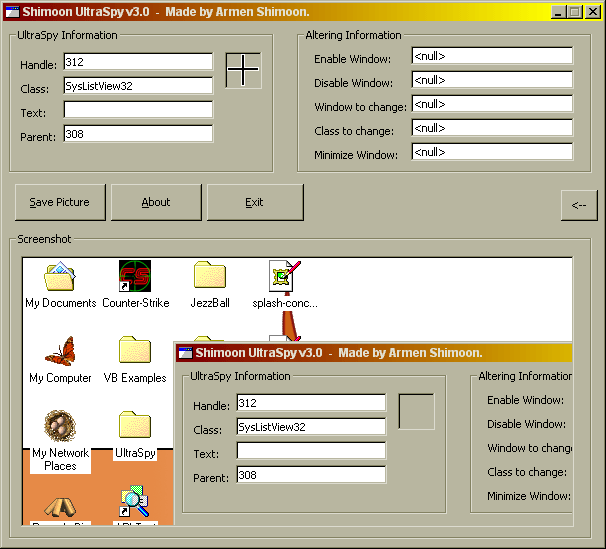 Shimoon UltraSpy v3.0 - Made by Armen Shimoon.
UltraSpy Information
Handle: 312
Class: SysListView32
Text:
Parent: 308
Altering Information
Enable Window: <null>
Disable Window: <null>
Window to change: <null>
Class to change: <null>
Minimize Window: <null>
Save Picture
About
Exit
<--
Screenshot
My Documents
Counter-Strike
JezzBall
splash-conc...
My Computer
VB Examples
My Network
Places
UltraSpy
Shimoon UltraSpy v3.0 - Made by Armen Shimoon.
UltraSpy Information
Handle: 312
Class: SysListView32
Text:
Parent: 308
Altering Information
Enable Window:
Disable Window:
Window to chang
Class to change:
Minimize Window: